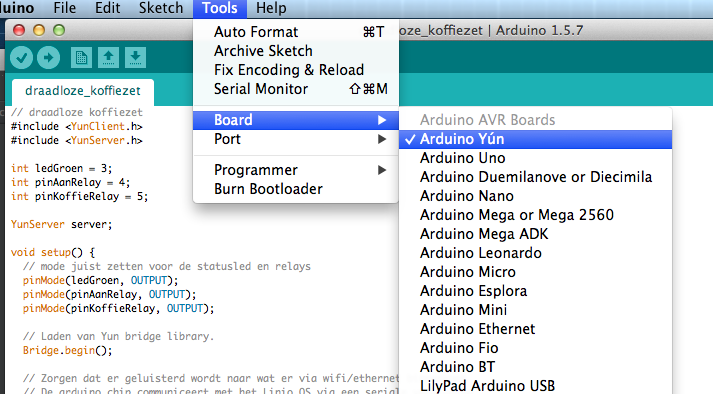 duino File Edit Sketch Tools Help
oze_koffiezet | Arduino 1.5.7
Auto Format ⌘T
Archive Sketch
Fix Encoding & Reload
Serial Monitor ⇧⌘M
Board
Port
Programmer
Burn Bootloader
Arduino AVR Boards
✓ Arduino Yún
Arduino Uno
Arduino Duemilanove or Diecimila
Arduino Nano
Arduino Mega or Mega 2560
Arduino Mega ADK
Arduino Leonardo
Arduino Micro
Arduino Esplora
Arduino Mini
Arduino Ethernet
Arduino Fio
Arduino BT
LilyPad Arduino USB
draadloze_koffiezet
// draadloze koffiezet
#include <YunClient.h>
#include <YunServer.h>
int ledGroen = 3;
int pinAanRelay = 4;
int pinKoffieRelay = 5;
YunServer server;
void setup() {
// mode juist zetten voor de statusled en relays
pinMode(ledGroen, OUTPUT);
pinMode(pinAanRelay, OUTPUT);
pinMode(pinKoffieRelay, OUTPUT);
// Laden van Yun bridge library.
Bridge.begin();
// Zorgen dat er geluisterd wordt naar wat er via wifi/ethernet
// De arduino chip communiceert met het Linio OS via een serial